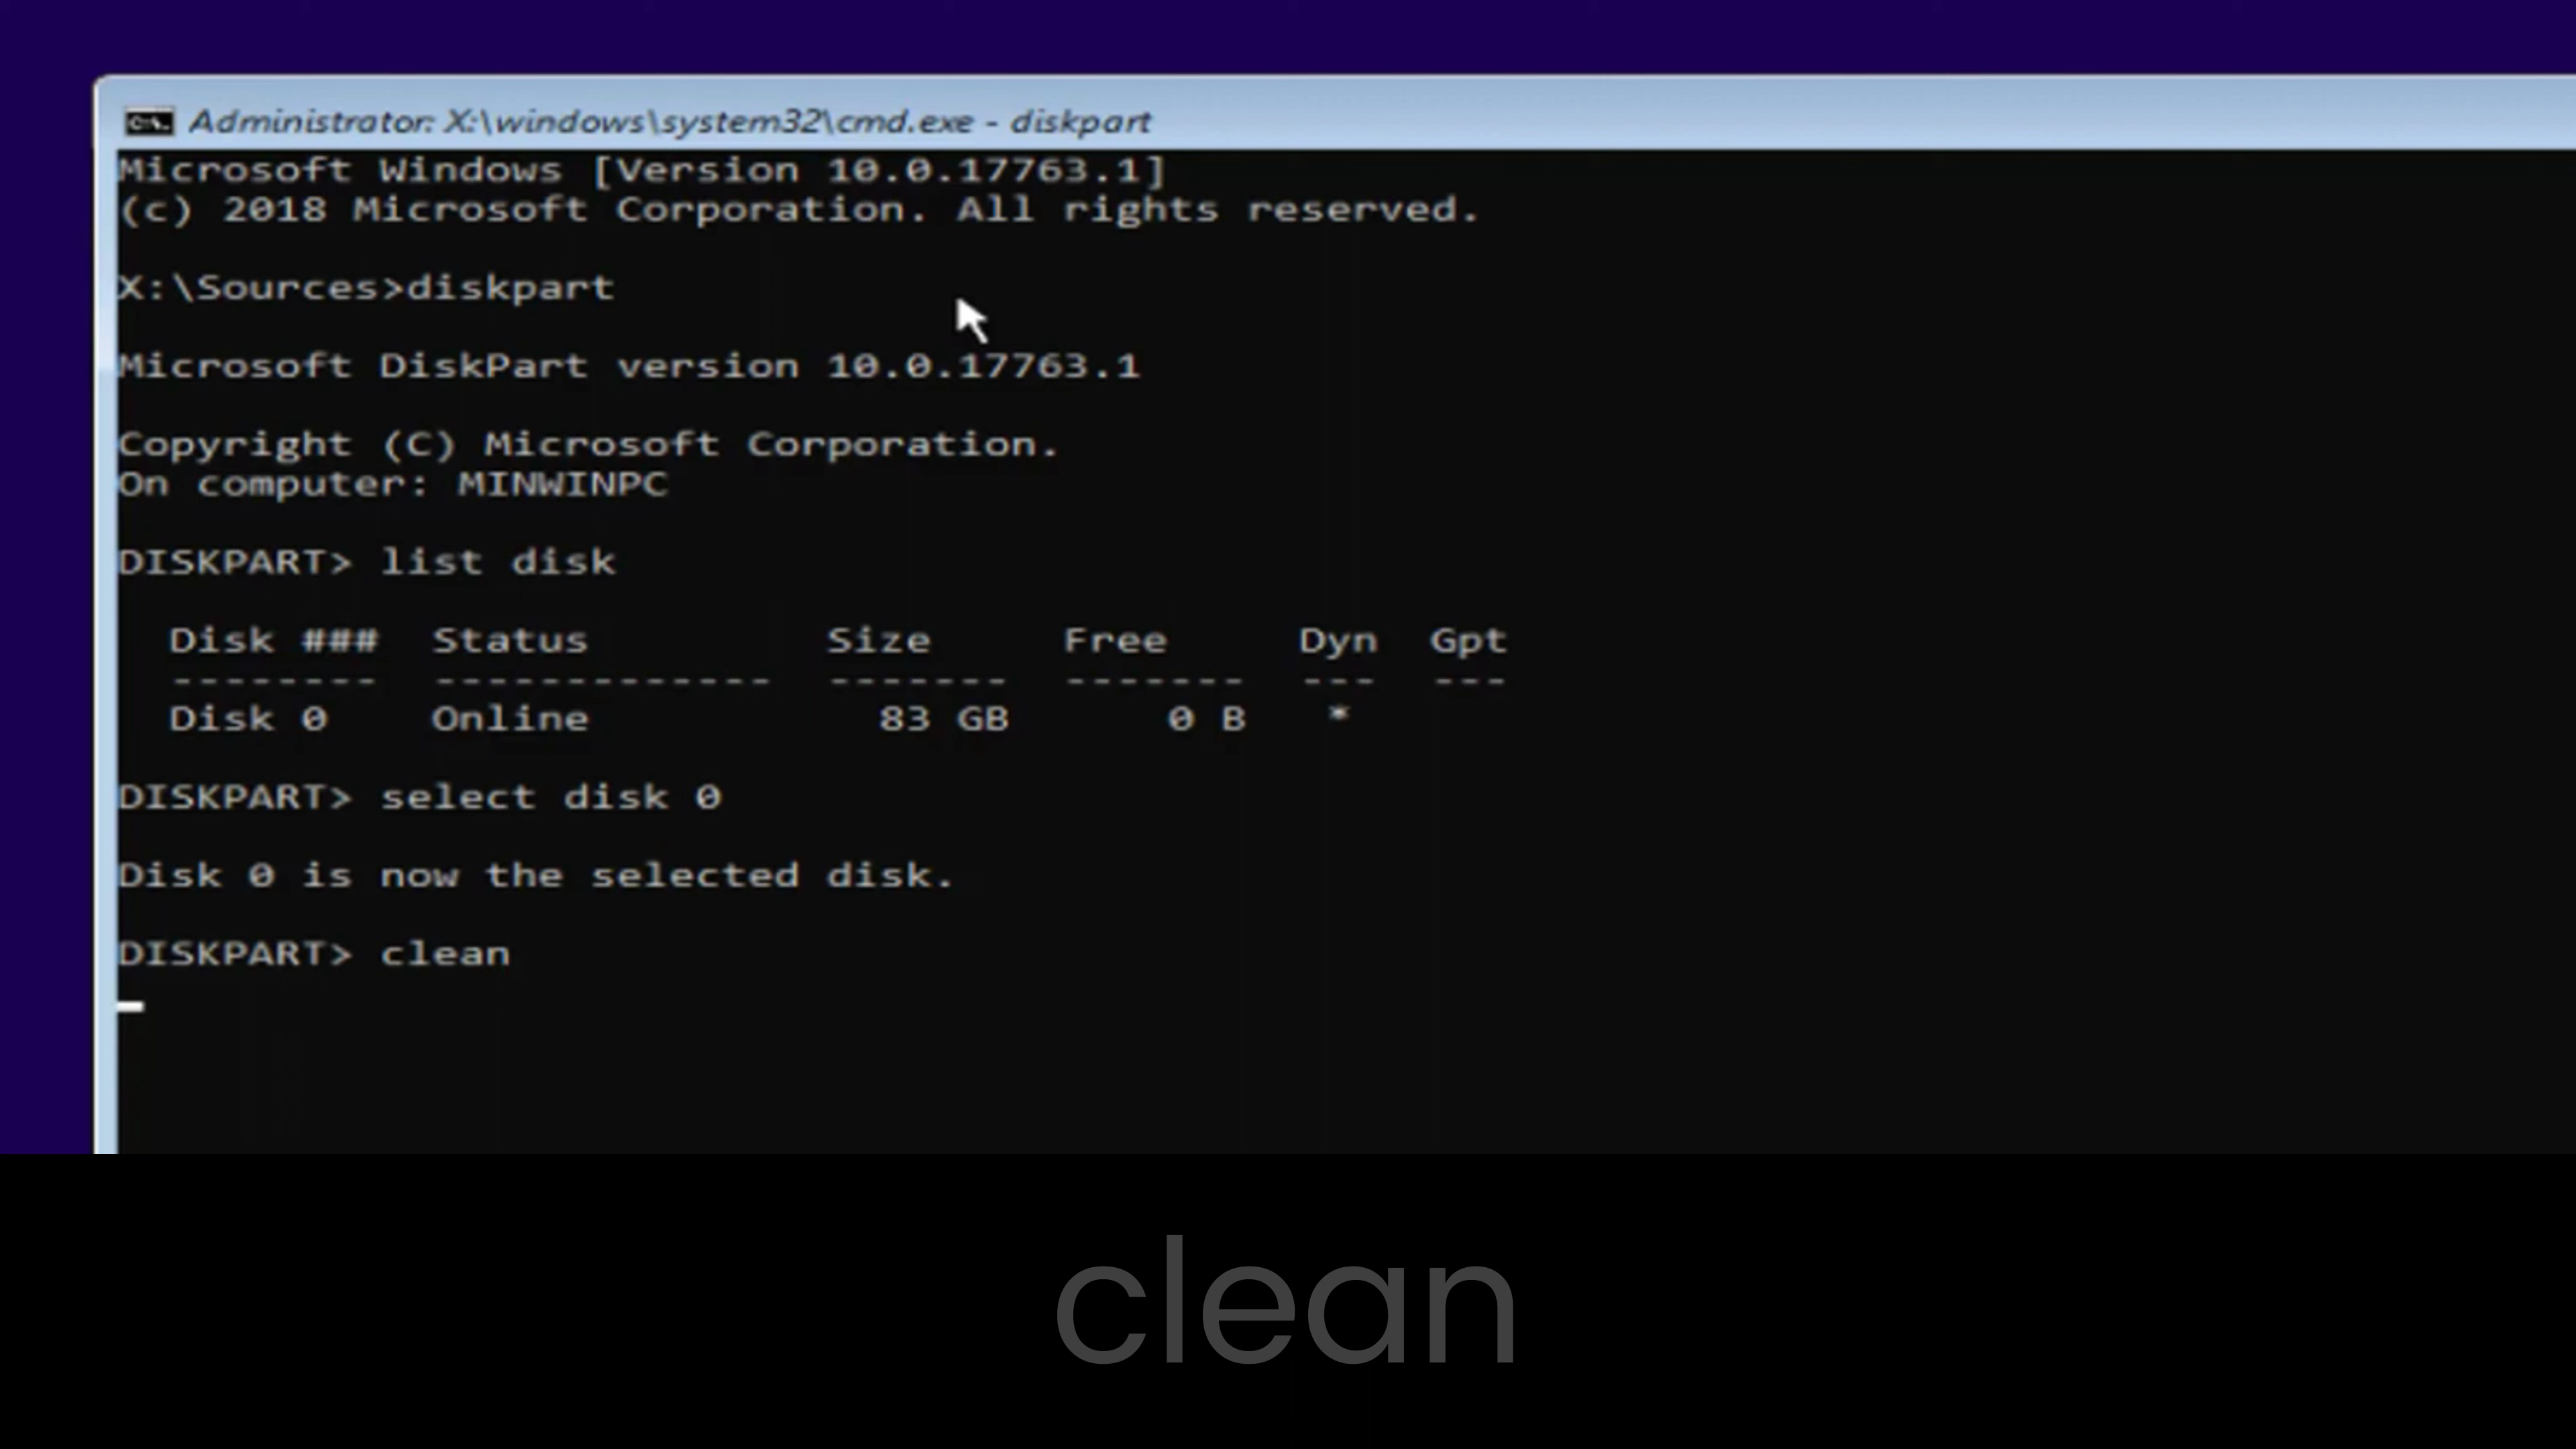 Administrator: X:\windows\system32\cmd.exe - diskpart
Microsoft Windows [Version 10.0.17763.1]
(c) 2018 Microsoft Corporation. All rights reserved.
X:\Sources>diskpart
Microsoft DiskPart version 10.0.17763.1
Copyright (C) Microsoft Corporation.
On computer: MINWINPC
DISKPART> list disk
Disk ###  Status         Size     Free     Dyn  Gpt
--------  -------------  -------  -------  ---  ---
Disk 0    Online           83 GB      0 B   *
DISKPART> select disk 0
Disk 0 is now the selected disk.
DISKPART> clean
clean